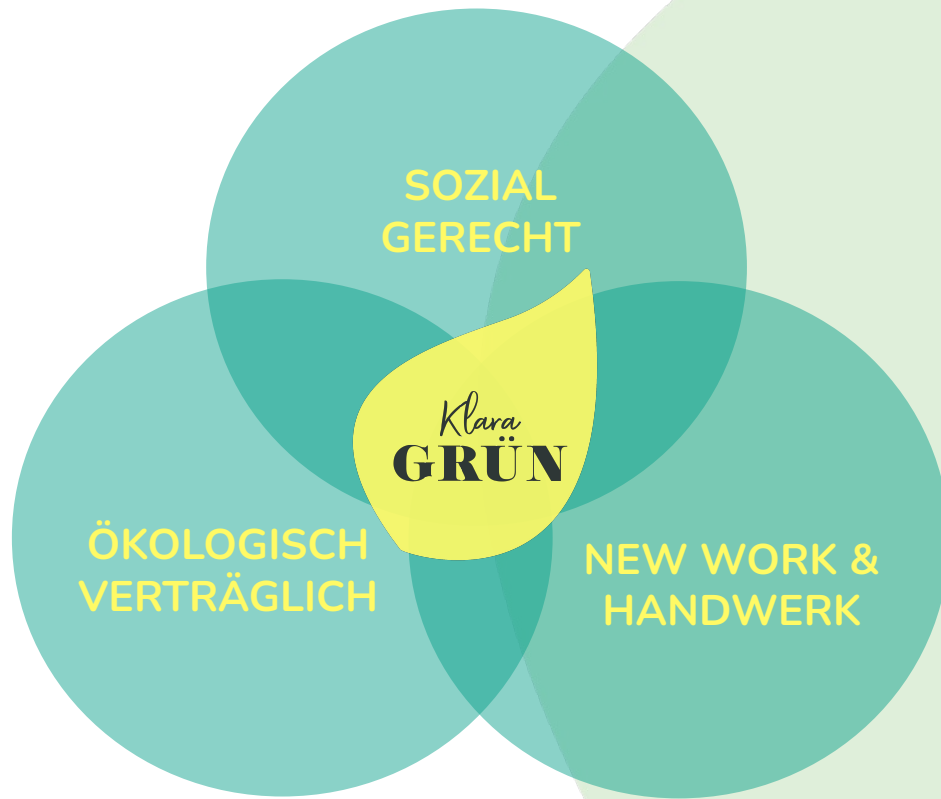 SOZIAL
GERECHT
Klara
GRÜN
ÖKOLOGISCH
VERTRÄGLICH
NEW WORK &
HANDWERK